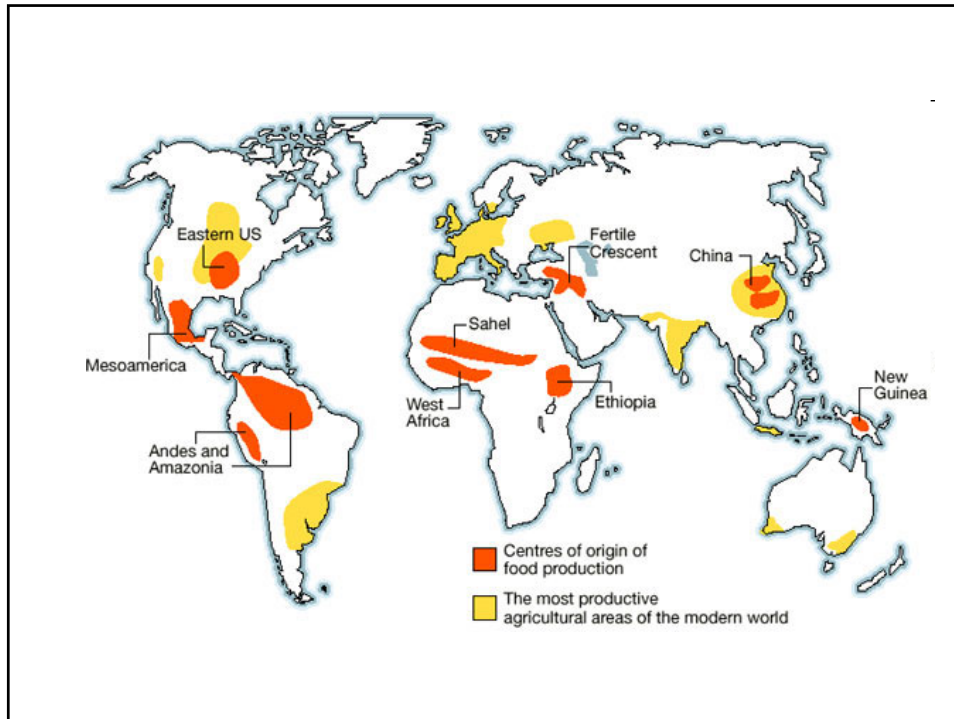 Eastern US
Mesoamerica
Andes and
Amazonia
Sahel
West
Africa
Ethiopia
Fertile
Crescent
China
New
Guinea
Centres of origin of
food production
The most productive
agricultural areas of the modern world